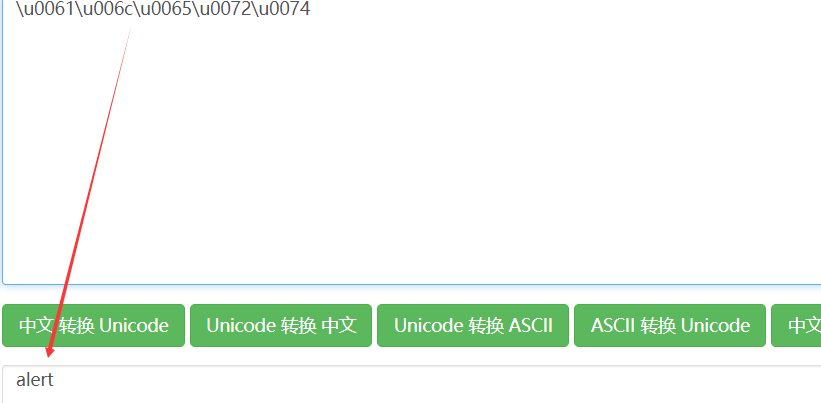 \u0061\u006c\u0065\u0072\u0074
中文 转换 Unicode
Unicode 转换 中文
Unicode 转换 ASCII
ASCII 转换 Unicode
中文
alert